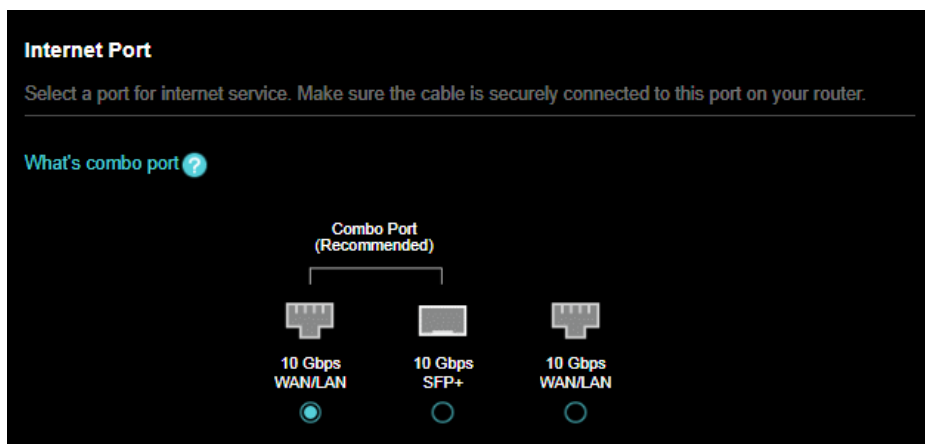 Internet Port
Select a port for internet service. Make sure the cable is securely connected to this port on your router.
What's combo port ?
Combo Port
(Recommended)
10 Gbps
WAN/LAN
10 Gbps
SFP+
10 Gbps
WAN/LAN